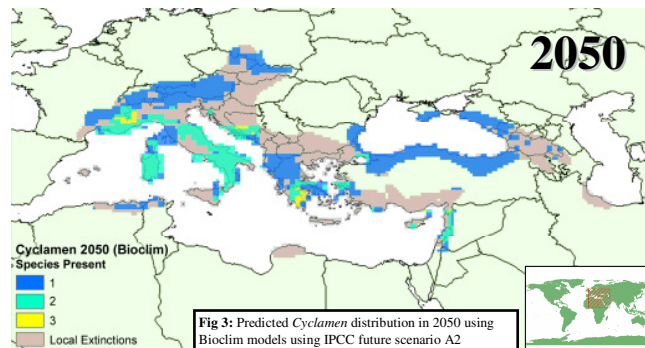 2050
Cyclamen 2050 (Bioclim)
Species Present
1
2
3
Local Extinctions
Fig 3: Predicted Cyclamen distribution in 2050 using
Bioclim models using IPCC future scenario A2